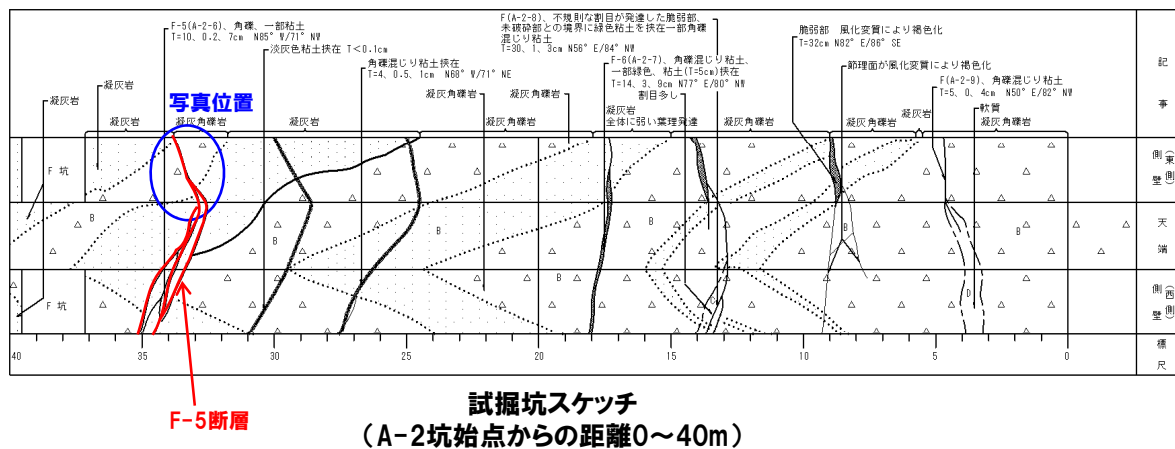 F-5(A-2-6)、角礫、一部粘土
T=10、0.2、7cm N85° W/71° NW
淡灰色粘土挟在 T<0.1cm
角礫混じり粘土挟在
T=4、0.5、1cm N68° W/71° NE
F(A-2-8)、不規則な割目が発達した脆弱部、
未破砕部との境界に緑色粘土を挟在一部角礫
混じり粘土
T=30、1、3cm N56° E/84° NW
F-6(A-2-7)、角礫混じり粘土、
一部緑色、粘土(T=5cm)挟在
T=14、3、9cm N77° E/80° NW
割目多し
脆弱部 風化変質により褐色化
T=32cm N82° E/86° SE
節理面が風化変質により褐色化
F(A-2-9)、角礫混じり粘土
T=5、0、4cm N50° E/82° NW
軟質
記事
凝灰岩
凝灰岩
写真位置
凝灰岩
凝灰角礫岩
凝灰岩
凝灰角礫岩
凝灰角礫岩
凝灰角礫岩
凝灰岩
全体に弱い葉理発達
凝灰角礫岩
凝灰角礫岩
凝灰岩
凝灰角礫岩
F 坑
側壁(東側)
B
B
B
B
B
B
天端
F 坑
B
D
D
側壁(西側)
40 35 30 25 20 15 10 5 0
標尺
F-5断層
試掘坑スケッチ
(A-2坑始点からの距離0~40m)